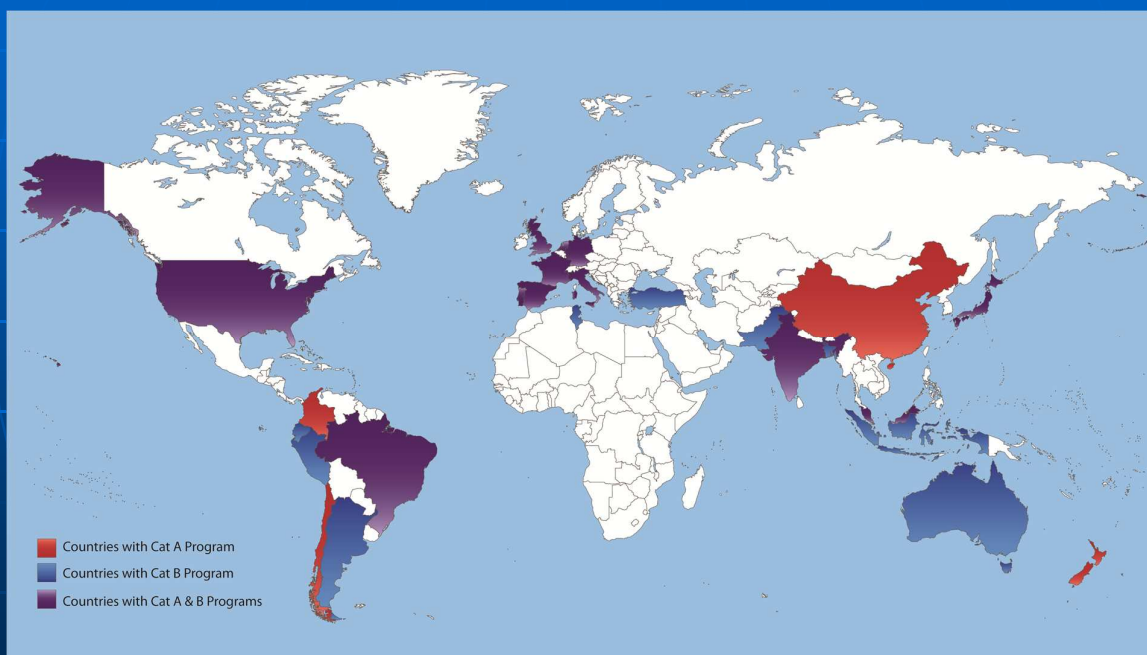 Countries with Cat A Program
Countries with Cat B Program
Countries with Cat A & B Programs